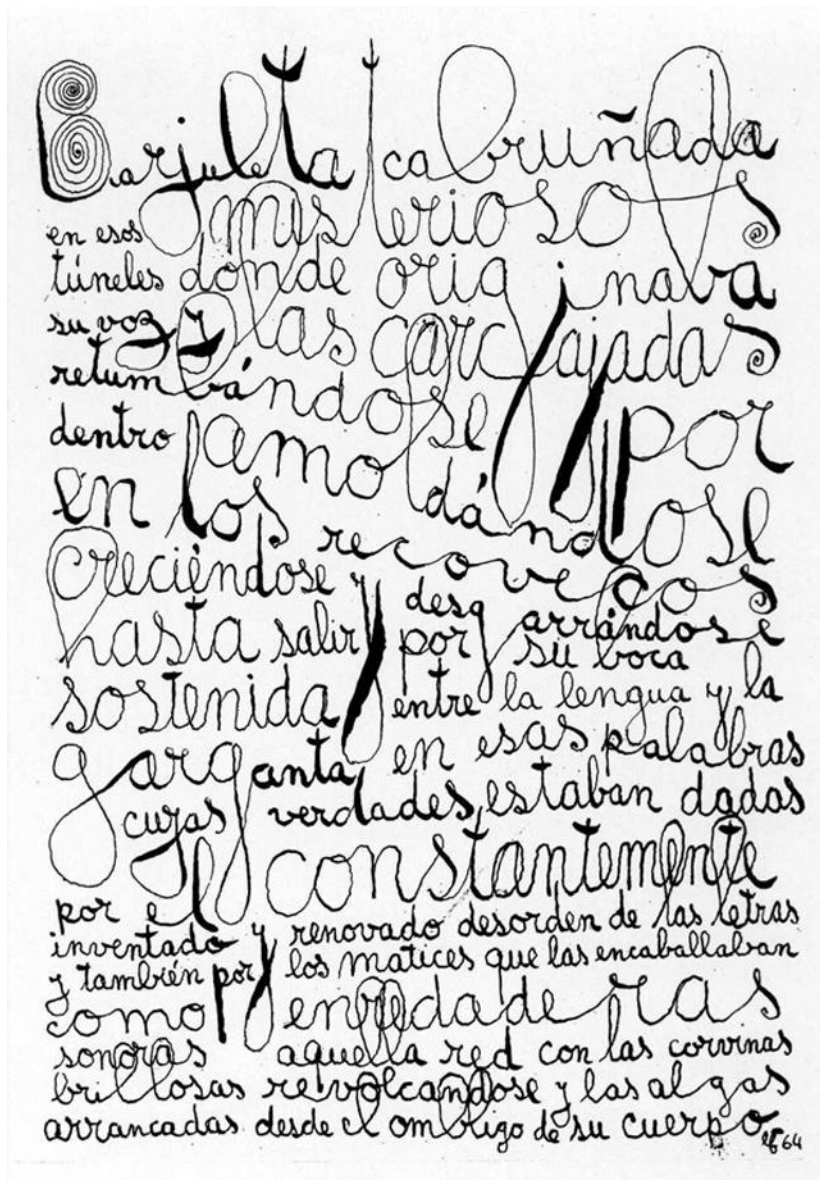 Barjuleta cabruñada
en esos misteriosos
túneles donde originava
su voz y las carcajadas
retumbándose por
dentro amoldándose
en los recovecos
creciéndose y desgarrándose
hasta salir por su boca
sostenida entre la lengua y la
garganta, en esas palabras
cuyas verdades estaban dadas
constantemente
por el
inventado y renovado desorden de las letras
y también por los matices que las encaballaban
como enredaderas
sonoras aquella red con las corvinas
brillosas revolcandose y las algas
arrancadas desde el ombligo de su cuerpo
64